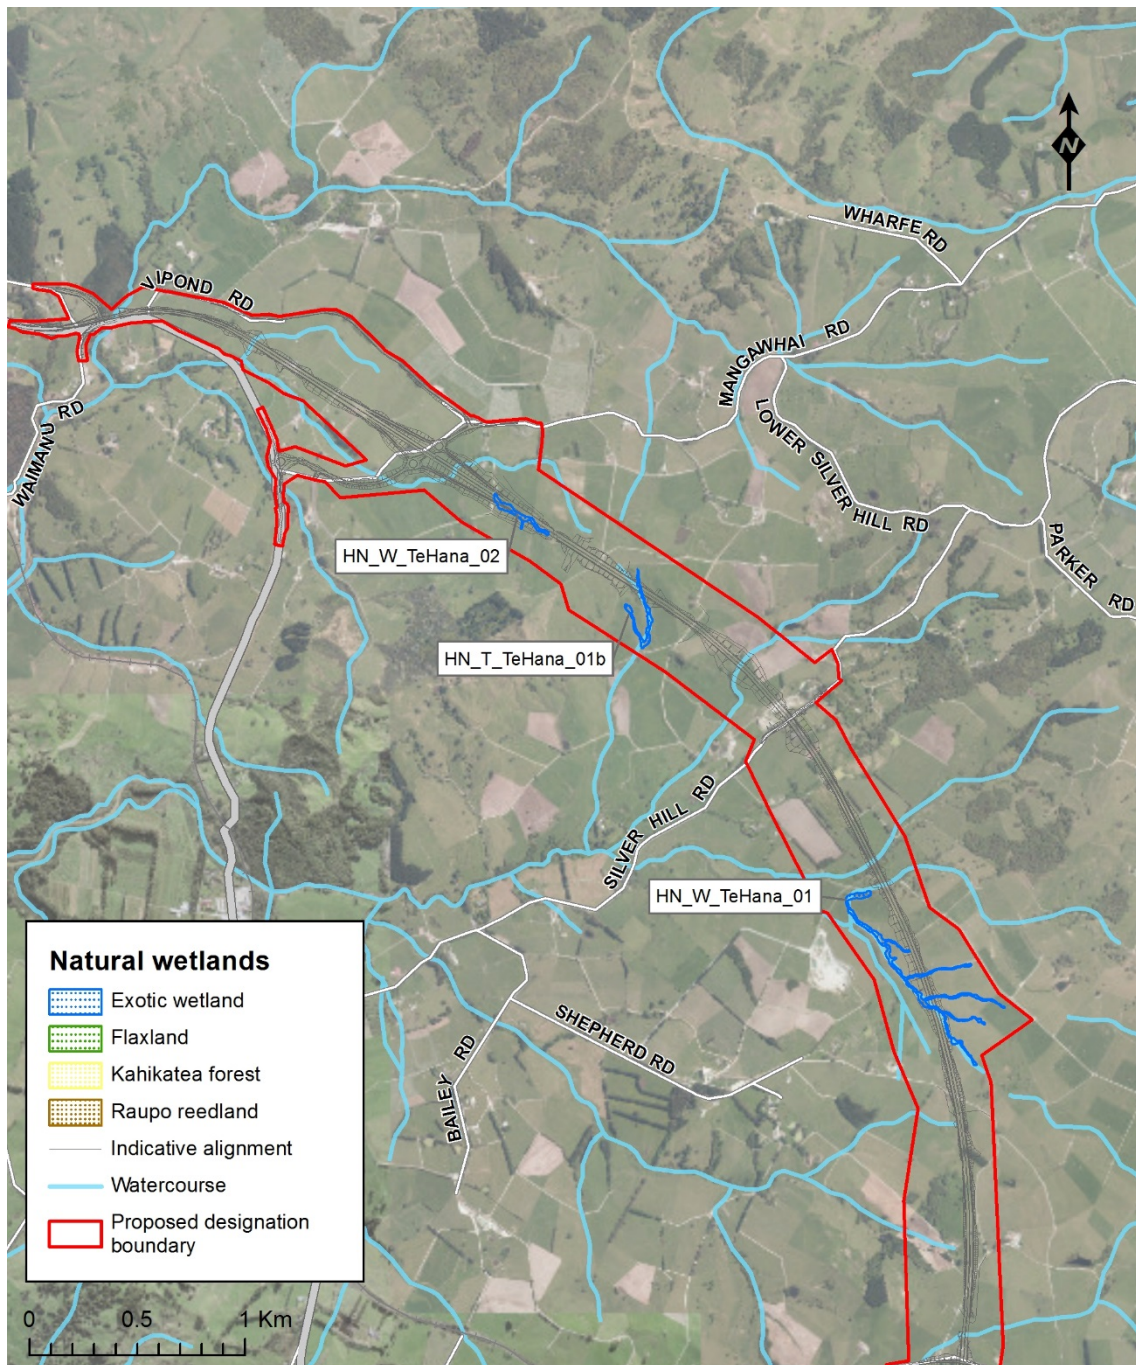 N
WHARFE RD
VIPOND RD
MANGAWHAI RD
WAIMANU RD
LOWER SILVER HILL RD
PARKER RD
HN_W_TeHana_02
HN_T_TeHana_01b
SILVER HILL RD
HN_W_TeHana_01
SHEPHERD RD
BAILEY RD
Natural wetlands
Exotic wetland
Flaxland
Kahikatea forest
Raupo reedland
Indicative alignment
Watercourse
Proposed designation
boundary
0 0.5 1 Km